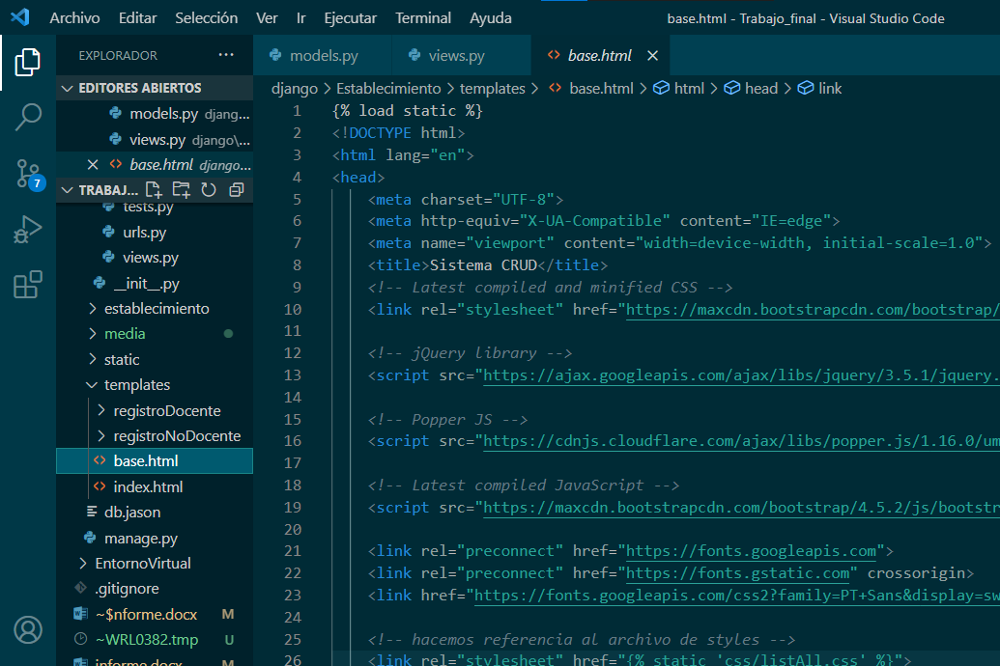 Archivo Editar Selección Ver Ir Ejecutar Terminal Ayuda
base.html - Trabajo_final - Visual Studio Code
EXPLORADOR ...
EDITORES ABIERTOS
models.py djang...
views.py django\...
base.html django...
7
TRABAJ...
tests.py
urls.py
views.py
__init__.py
establecimiento
media
static
templates
registroDocente
registroNoDocente
base.html
index.html
db.jason
manage.py
EntornoVirtual
.gitignore
~$nforme.docx M
~WRL0382.tmp U
informe.docx M
models.py views.py base.html
django > Establecimiento > templates > base.html > html > head > link
1 {% load static %}
2 <!DOCTYPE html>
3 <html lang="en">
4 <head>
5 <meta charset="UTF-8">
6 <meta http-equiv="X-UA-Compatible" content="IE=edge">
7 <meta name="viewport" content="width=device-width, initial-scale=1.0">
8 <title>Sistema CRUD</title>
9 <!-- Latest compiled and minified CSS -->
10 <link rel="stylesheet" href="https://maxcdn.bootstrapcdn.com/bootstrap/
11
12 <!-- jQuery library -->
13 <script src="https://ajax.googleapis.com/ajax/libs/jquery/3.5.1/jquery.
14
15 <!-- Popper JS -->
16 <script src="https://cdnjs.cloudflare.com/ajax/libs/popper.js/1.16.0/um
17
18 <!-- Latest compiled JavaScript -->
19 <script src="https://maxcdn.bootstrapcdn.com/bootstrap/4.5.2/js/bootstr
20
21 <link rel="preconnect" href="https://fonts.googleapis.com">
22 <link rel="preconnect" href="https://fonts.gstatic.com" crossorigin>
23 <link href="https://fonts.googleapis.com/css2?family=PT+Sans&display=sw
24
25 <!-- hacemos referencia al archivo de styles -->
26 <link rel="stylesheet" href="{% static 'css/listAll.css' %}">